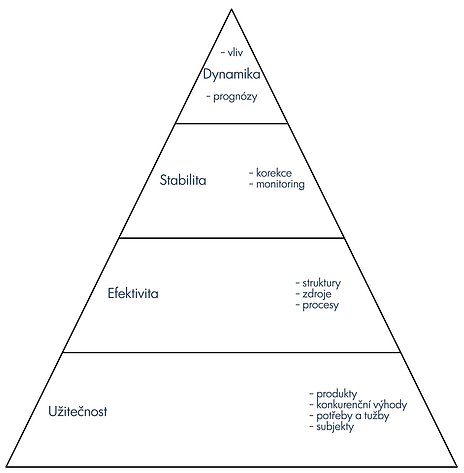 - vliv
Dynamika
- prognózy
Stabilita
- korekce
- monitoring
Efektivita
- struktury
- zdroje
- procesy
Užitečnost
- produkty
- konkurenční výhody
- potřeby a tužby
- subjekty